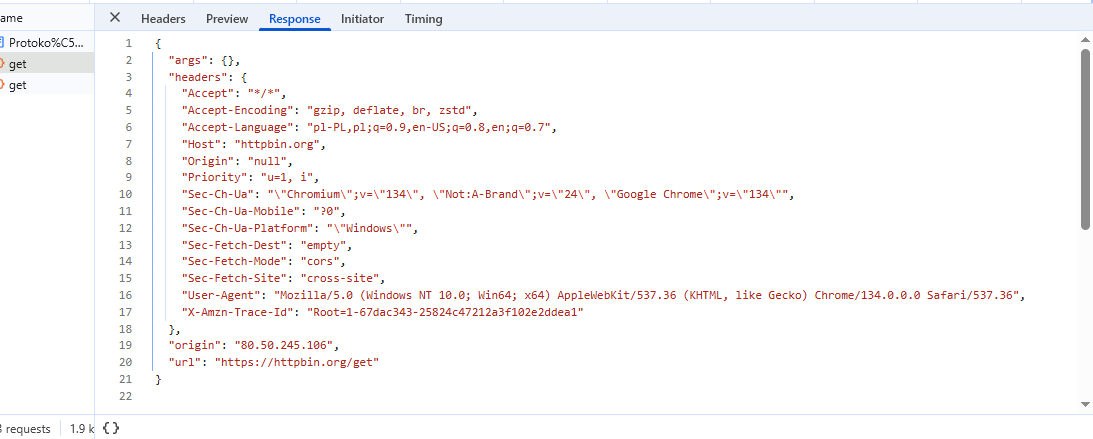 ame
Headers Preview Response Initiator Timing
Protoko%C5...
get
get
1 {
2 "args": {},
3 "headers": {
4 "Accept": "*/*",
5 "Accept-Encoding": "gzip, deflate, br, zstd",
6 "Accept-Language": "pl-PL,pl;q=0.9,en-US;q=0.8,en;q=0.7",
7 "Host": "httpbin.org",
8 "Origin": "null",
9 "Priority": "u=1, i",
10 "Sec-Ch-Ua": "\"Chromium\";v=\"134\", \"Not:A-Brand\";v=\"24\", \"Google Chrome\";v=\"134\"",
11 "Sec-Ch-Ua-Mobile": "?0",
12 "Sec-Ch-Ua-Platform": "\"Windows\"",
13 "Sec-Fetch-Dest": "empty",
14 "Sec-Fetch-Mode": "cors",
15 "Sec-Fetch-Site": "cross-site",
16 "User-Agent": "Mozilla/5.0 (Windows NT 10.0; Win64; x64) AppleWebKit/537.36 (KHTML, like Gecko) Chrome/134.0.0.0 Safari/537.36",
17 "X-Amzn-Trace-Id": "Root=1-67dac343-25824c47212a3f102e2ddea1"
18 },
19 "origin": "80.50.245.106",
20 "url": "https://httpbin.org/get"
21 }
22
3 requests 1.9 k {}